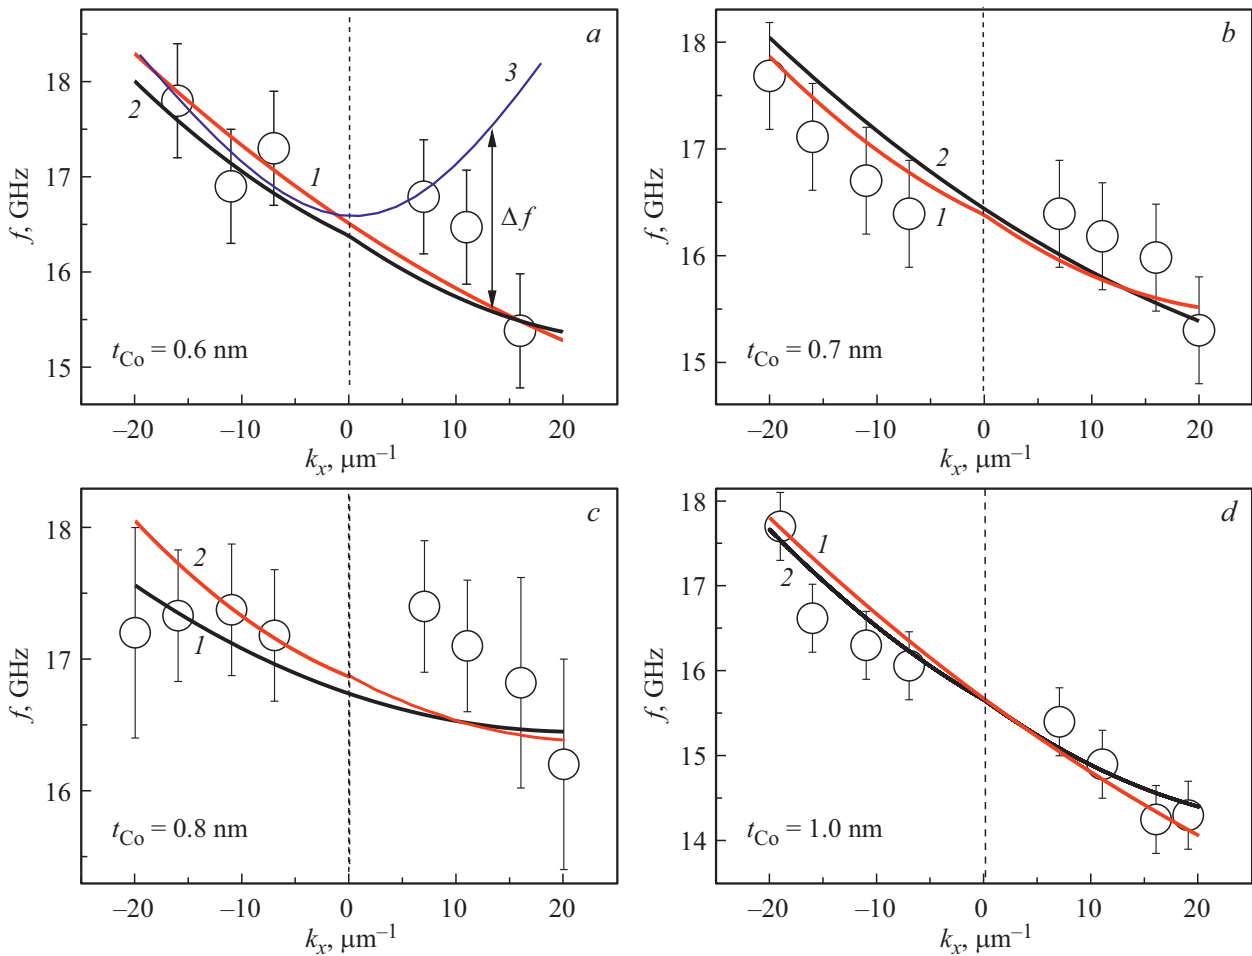 a
18
17
16
15
f, GHz
1
2
3
Δf
t_Co = 0.6 nm
–20 –10 0 10 20
k_x, μm⁻¹
b
18
17
16
15
f, GHz
2
1
t_Co = 0.7 nm
–20 –10 0 10 20
k_x, μm⁻¹
c
18
17
16
f, GHz
2
1
t_Co = 0.8 nm
–20 –10 0 10 20
k_x, μm⁻¹
d
18
17
16
15
14
f, GHz
1
2
t_Co = 1.0 nm
–20 –10 0 10 20
k_x, μm⁻¹